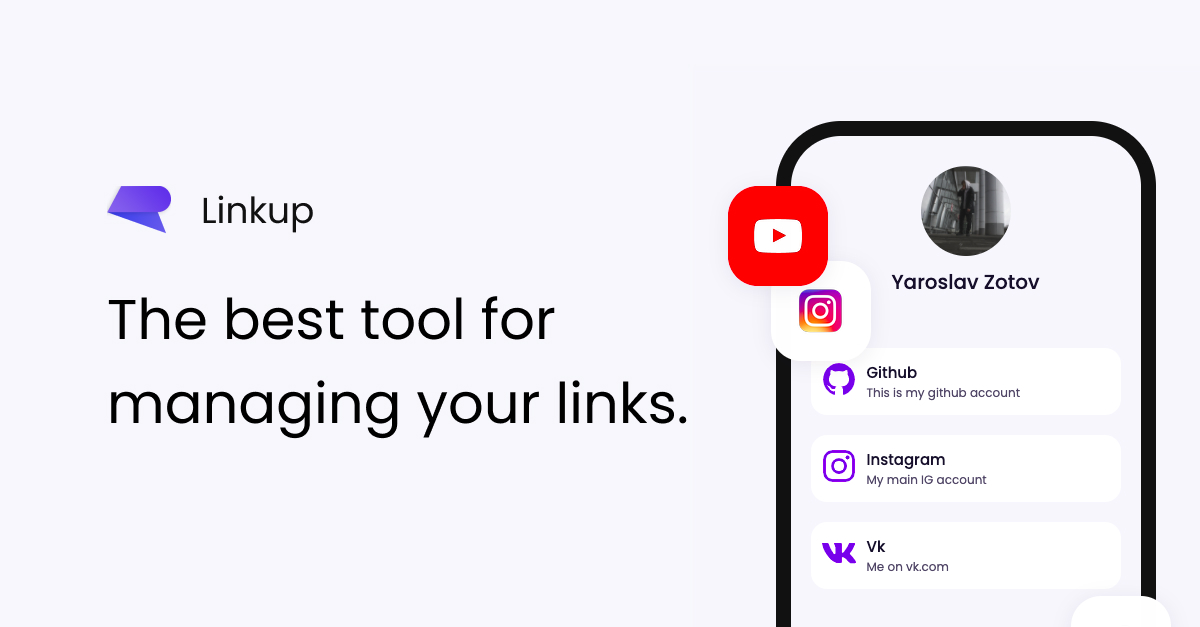 Linkup
The best tool for
managing your links.
Yaroslav Zotov
Github
This is my github account
Instagram
My main IG account
Vk
Me on vk.com